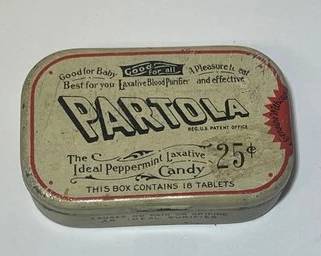 Good for all
Good for Baby Laxative Blood Purifier A Pleasure to eat
Best for you and effective
PARTOLA
REG. U.S. PATENT OFFICE
The Ideal Peppermint Laxative Candy
25¢
THIS BOX CONTAINS 18 TABLETS